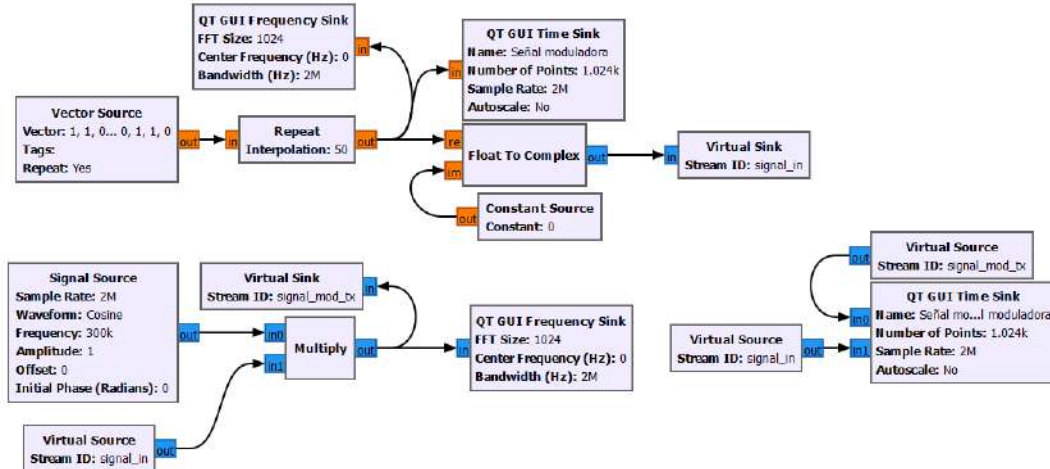 QT GUI Frequency Sink
FFT Size: 1024
Center Frequency (Hz): 0
Bandwidth (Hz): 2M
in
QT GUI Time Sink
Name: Señal moduladora
Number of Points: 1.024k
Sample Rate: 2M
Autoscale: No
in
Vector Source
Vector: 1, 1, 0... 0, 1, 1, 0
Tags:
Repeat: Yes
out
in
Repeat
Interpolation: 50
out
re
im
Float To Complex
out
in
Virtual Sink
Stream ID: signal_in
out
Constant Source
Constant: 0
Signal Source
Sample Rate: 2M
Waveform: Cosine
Frequency: 300k
Amplitude: 1
Offset: 0
Initial Phase (Radians): 0
out
Virtual Sink
Stream ID: signal_mod_tx
in
in0
in1
Multiply
out
in
QT GUI Frequency Sink
FFT Size: 1024
Center Frequency (Hz): 0
Bandwidth (Hz): 2M
Virtual Source
Stream ID: signal_in
out
out
Virtual Source
Stream ID: signal_mod_tx
Virtual Source
Stream ID: signal_in
out
in0
in1
QT GUI Time Sink
Name: Señal mo...l moduladora
Number of Points: 1.024k
Sample Rate: 2M
Autoscale: No